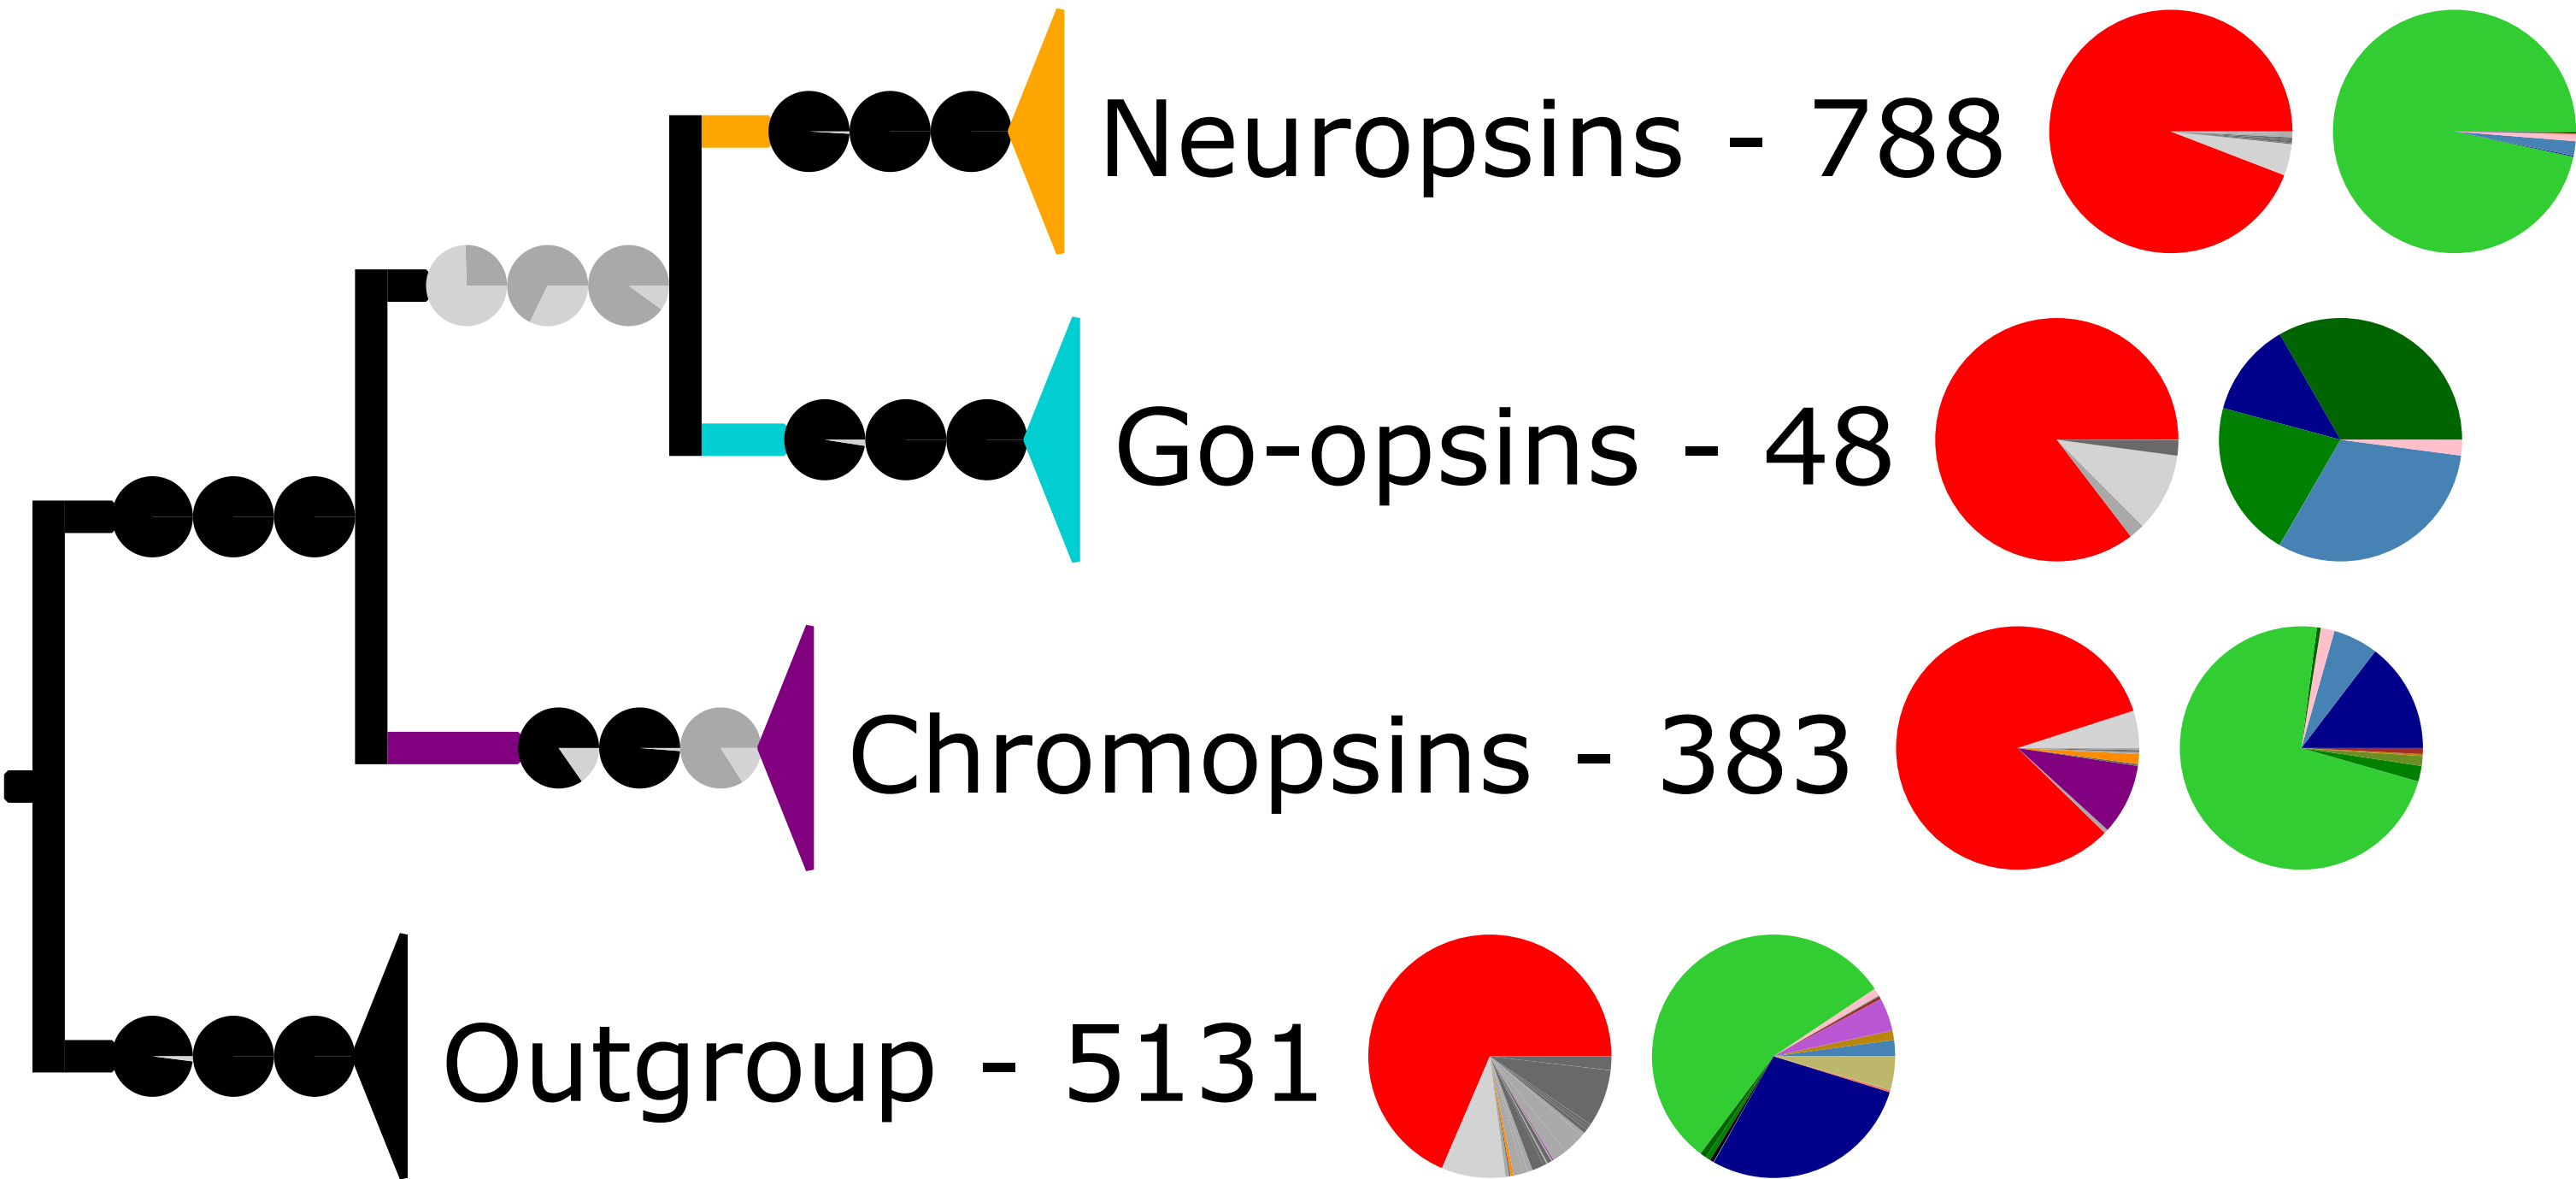 Neuropsins - 788
Go-opsins - 48
Chromopsins - 383
Outgroup - 5131